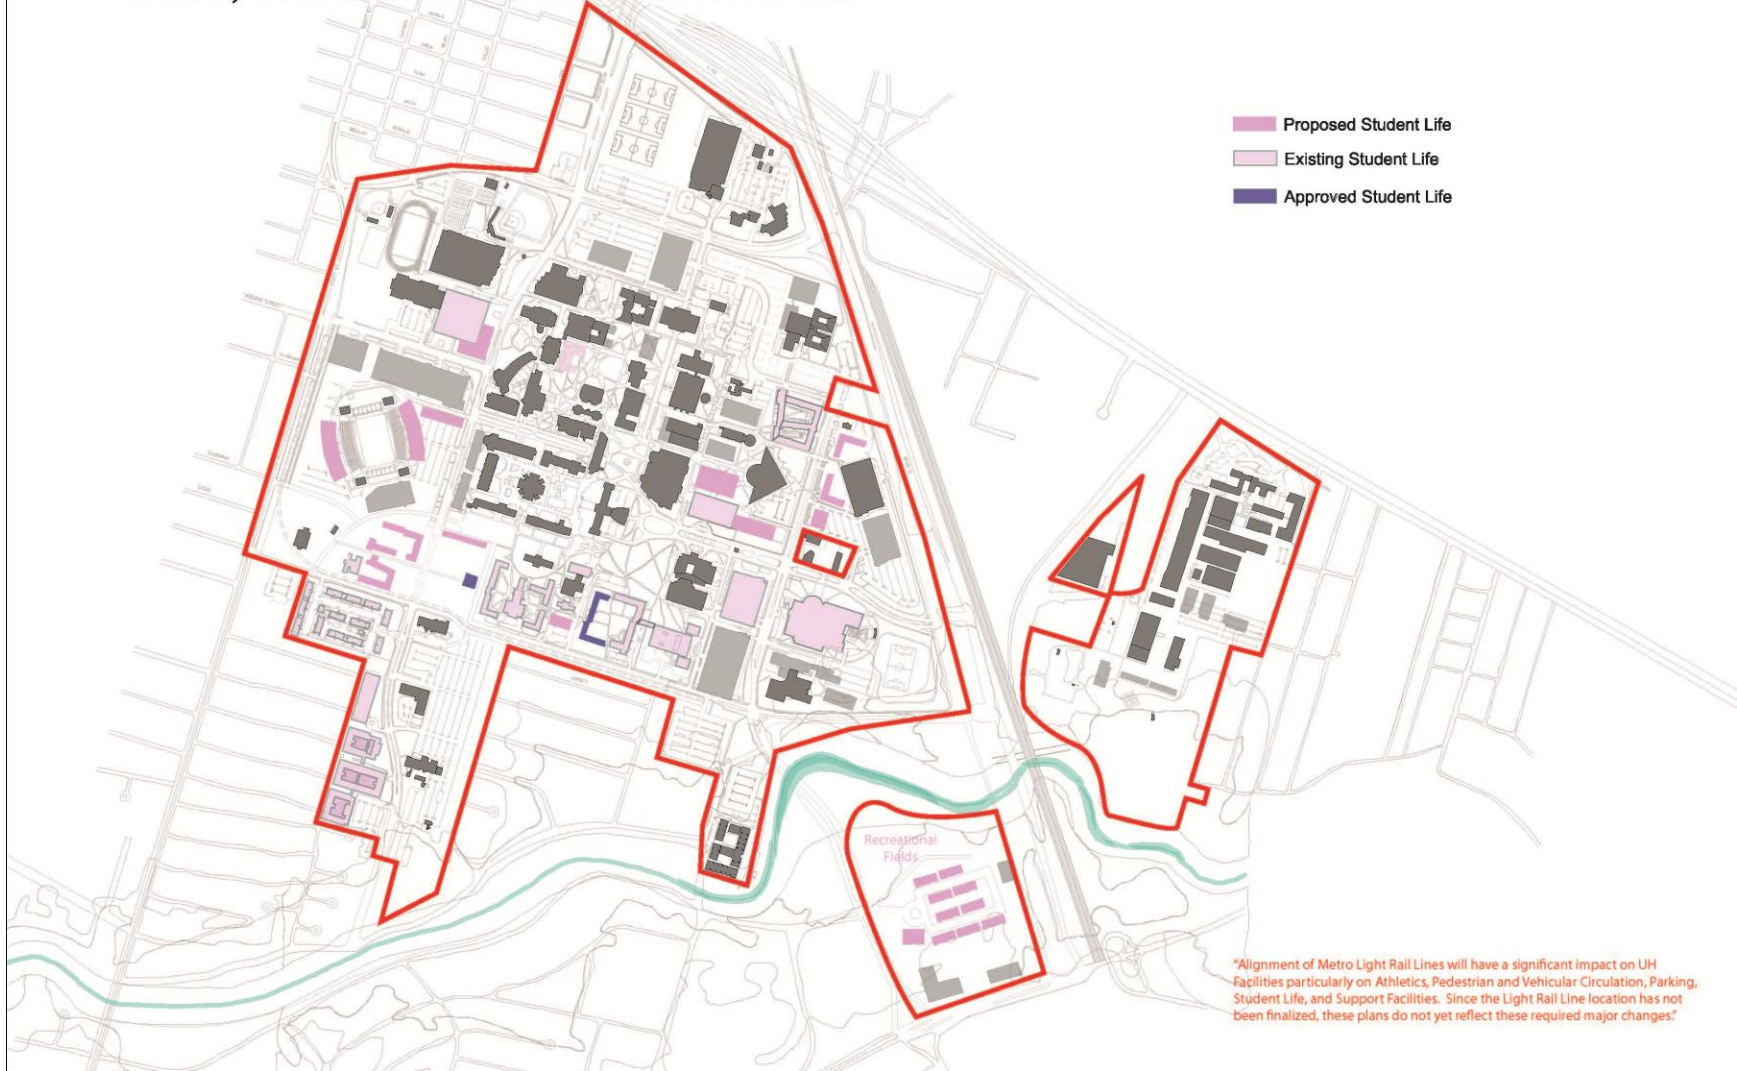 Proposed Student Life
Existing Student Life
Approved Student Life
Recreational
Fields
"Alignment of Metro Light Rail Lines will have a significant impact on UH
Facilities particularly on Athletics, Pedestrian and Vehicular Circulation, Parking,
Student Life, and Support Facilities.  Since the Light Rail Line location has not
been finalized, these plans do not yet reflect these required major changes."